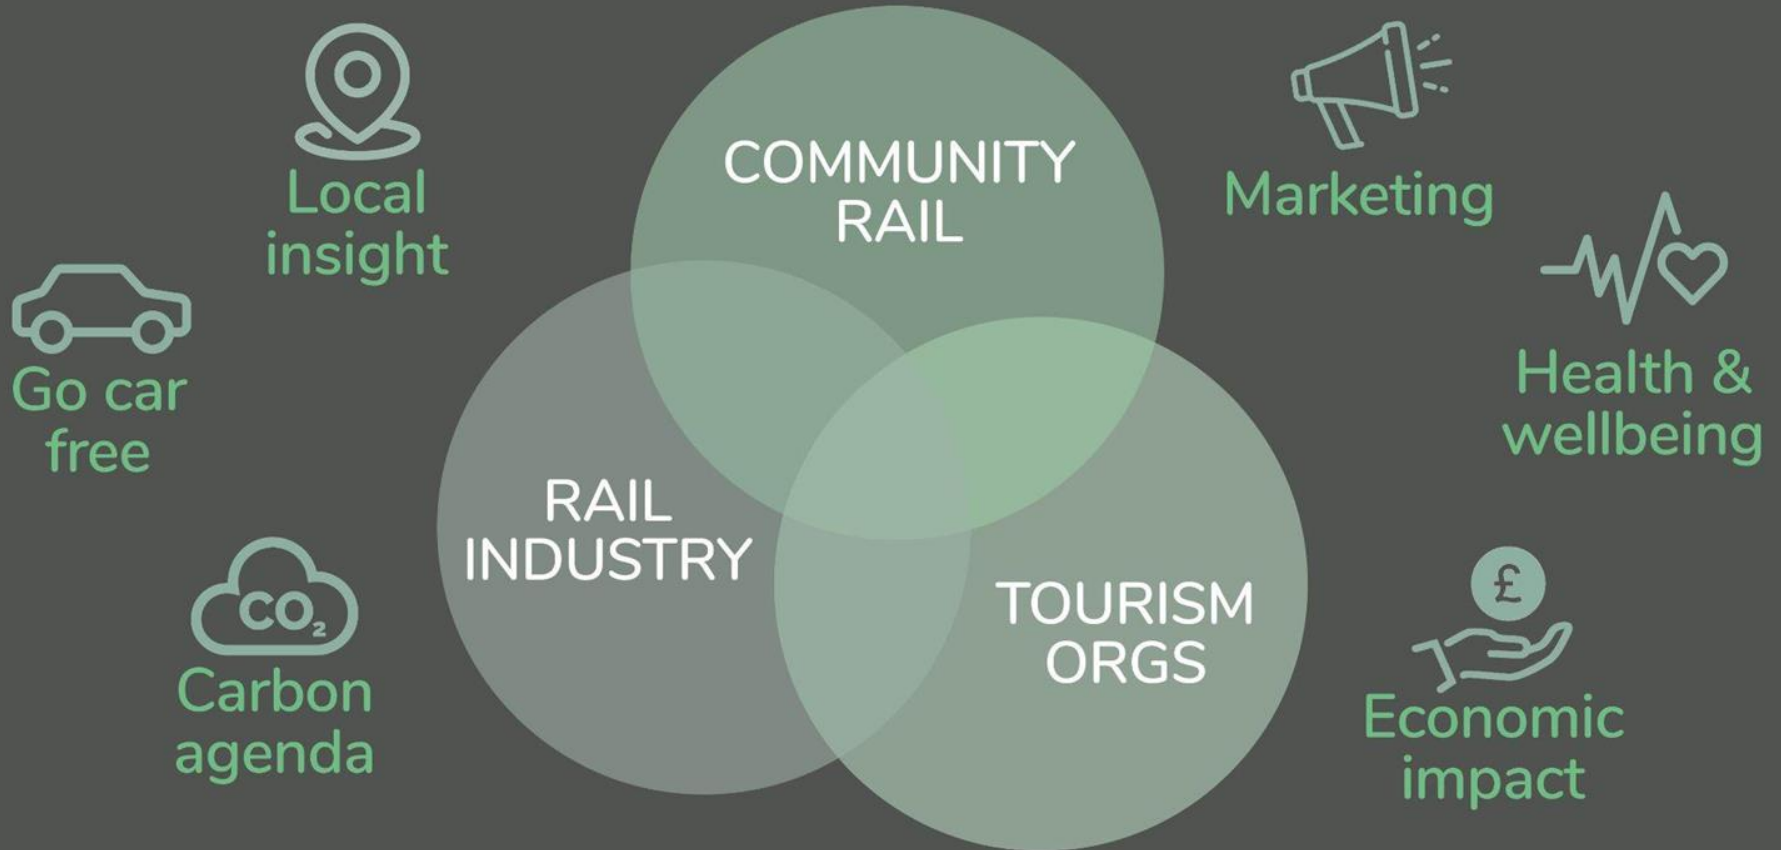 COMMUNITY
RAIL
RAIL
INDUSTRY
TOURISM
ORGS
Local
insight
Go car
free
CO₂
Carbon
agenda
Marketing
Health &
wellbeing
£
Economic
impact